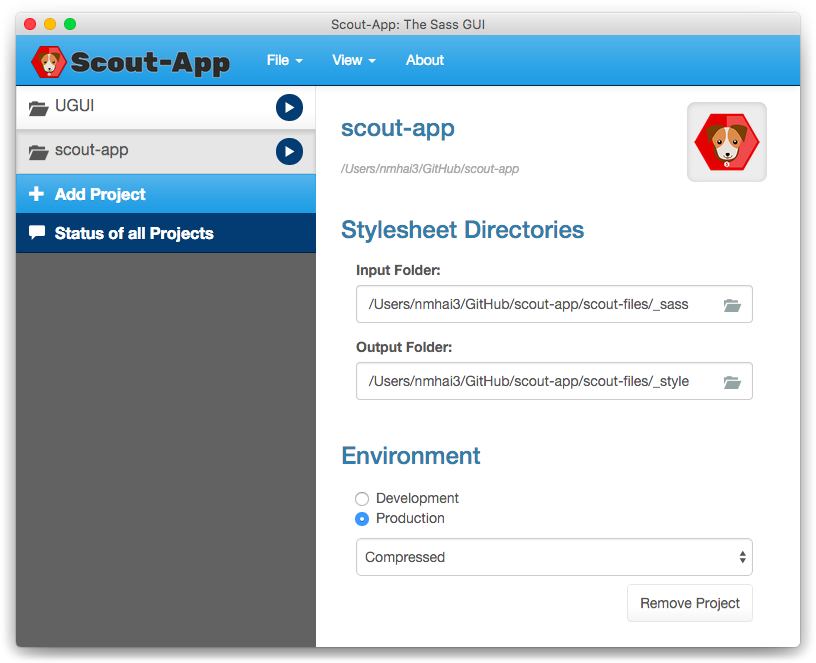 Scout-App: The Sass GUI
Scout-App File View About
UGUI
scout-app
Add Project
Status of all Projects
scout-app
/Users/nmhai3/GitHub/scout-app
Stylesheet Directories
Input Folder:
/Users/nmhai3/GitHub/scout-app/scout-files/_sass
Output Folder:
/Users/nmhai3/GitHub/scout-app/scout-files/_style
Environment
Development
Production
Compressed
Remove Project